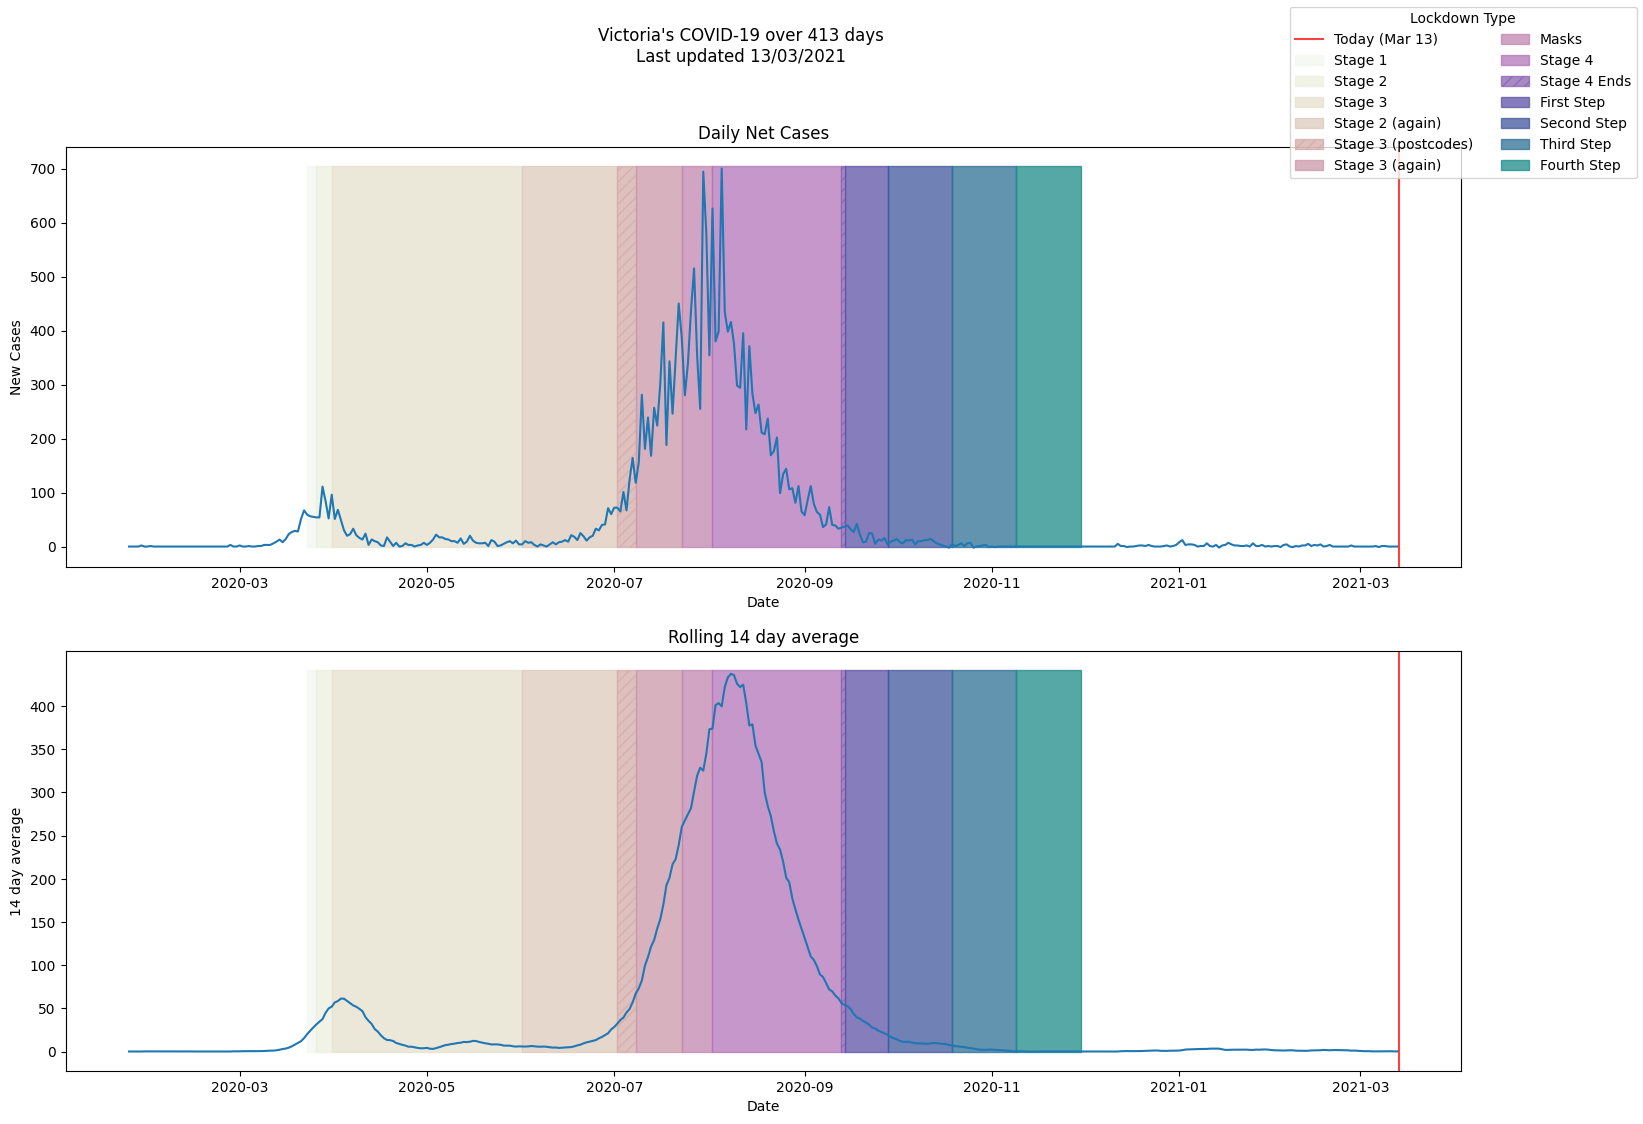 Victoria's COVID-19 over 413 days
Last updated 13/03/2021
Lockdown Type
Today (Mar 13)
Stage 1
Stage 2
Stage 3
Stage 2 (again)
Stage 3 (postcodes)
Stage 3 (again)
Masks
Stage 4
Stage 4 Ends
First Step
Second Step
Third Step
Fourth Step
Daily Net Cases
New Cases
700
600
500
400
300
200
100
0
2020-03 2020-05 2020-07 2020-09 2020-11 2021-01 2021-03
Date
Rolling 14 day average
14 day average
400
350
300
250
200
150
100
50
0
2020-03 2020-05 2020-07 2020-09 2020-11 2021-01 2021-03
Date